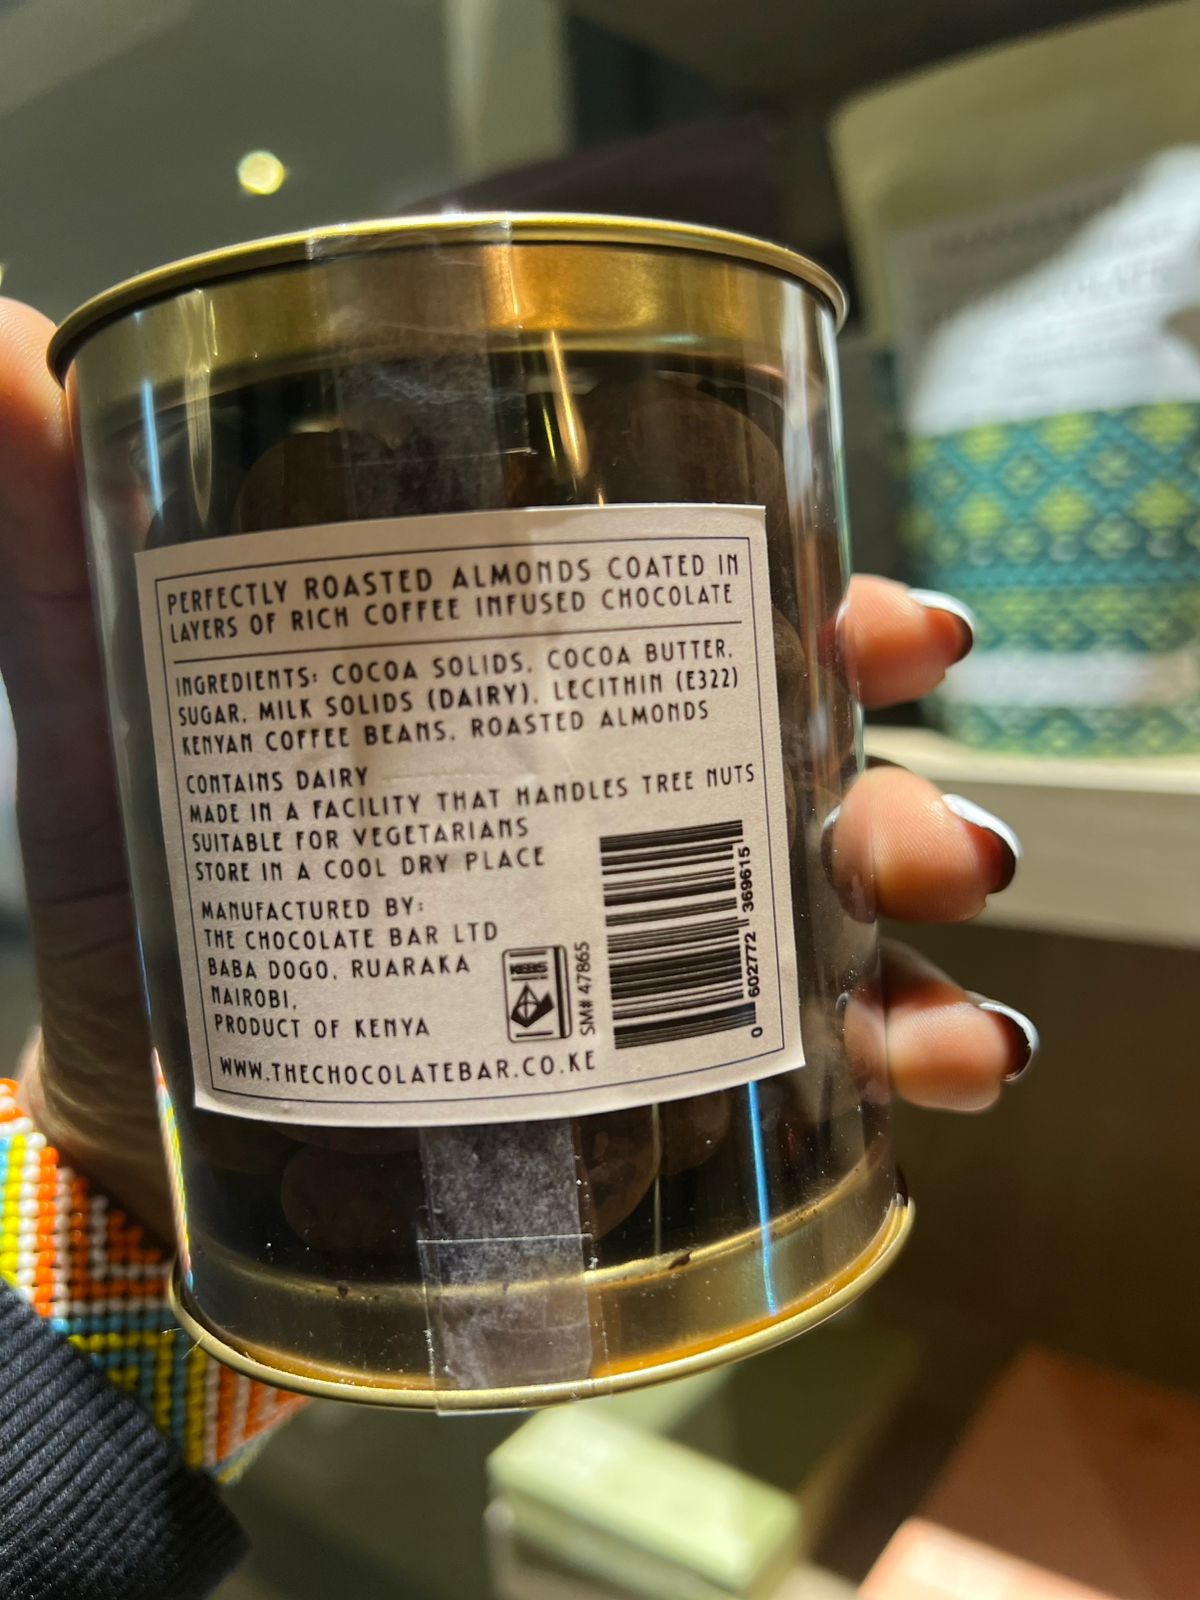 PERFECTLY ROASTED ALMONDS COATED IN
LAYERS OF RICH COFFEE INFUSED CHOCOLATE
INGREDIENTS: COCOA SOLIDS, COCOA BUTTER,
SUGAR, MILK SOLIDS (DAIRY), LECITHIN (E322)
KENYAN COFFEE BEANS, ROASTED ALMONDS
CONTAINS DAIRY
MADE IN A FACILITY THAT HANDLES TREE NUTS
SUITABLE FOR VEGETARIANS
STORE IN A COOL DRY PLACE
MANUFACTURED BY:
THE CHOCOLATE BAR LTD
BABA DOGO, RUARAKA
NAIROBI,
PRODUCT OF KENYA
WWW.THECHOCOLATEBAR.CO.KE
KEBS
SM# 47865
0 602772 369615